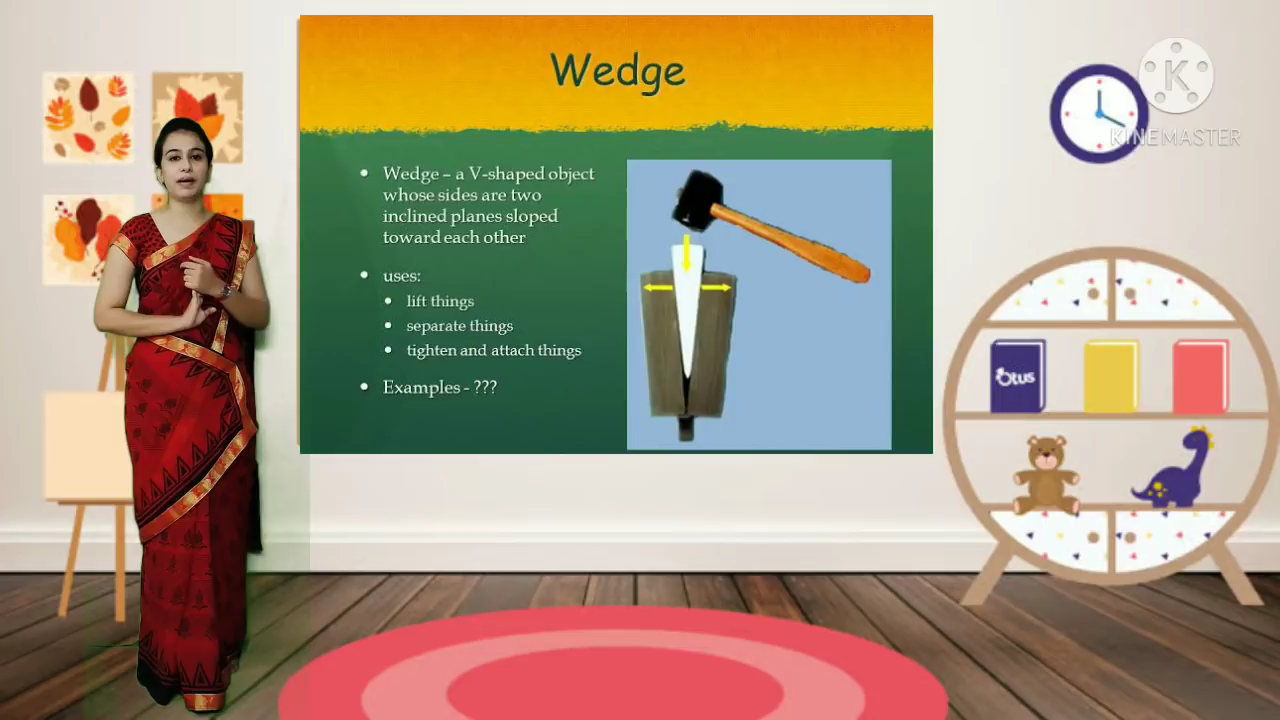 Wedge
KINEMASTER
Wedge – a V-shaped object
whose sides are two
inclined planes sloped
toward each other
uses:
lift things
separate things
tighten and attach things
Examples - ???
Otus